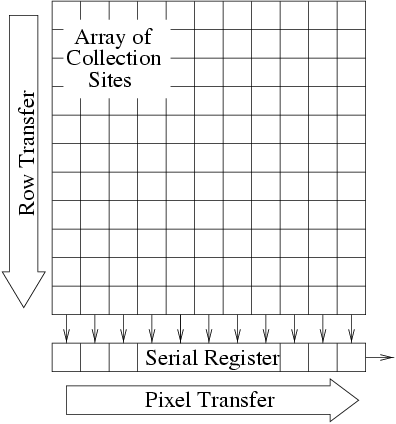 Array of
Collection
Sites
Row Transfer
Serial Register
Pixel Transfer